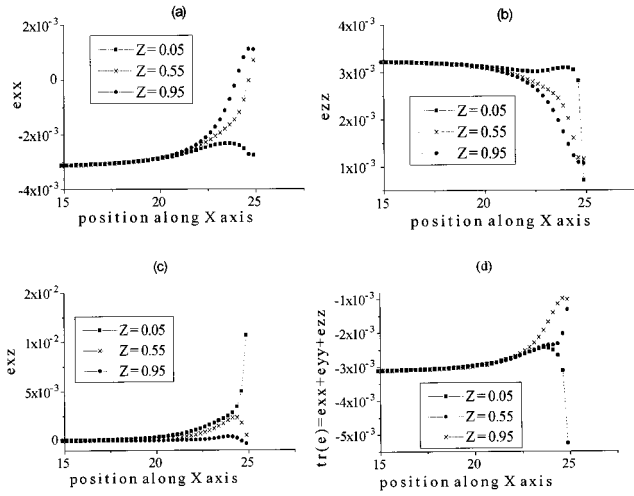 (a)
2x10⁻³
0
-2x10⁻³
-4x10⁻³
exx
Z=0.05
Z=0.55
Z=0.95
15
20
25
position along X axis
(b)
4x10⁻³
3x10⁻³
2x10⁻³
1x10⁻³
ezz
Z=0.05
Z=0.55
Z=0.95
15
20
25
position along X axis
(c)
2x10⁻²
1x10⁻²
5x10⁻³
0
exz
Z=0.05
Z=0.55
Z=0.95
15
20
25
position along X axis
(d)
-1x10⁻³
-2x10⁻³
-3x10⁻³
-4x10⁻³
-5x10⁻³
tr(e)=exx+eyy+ezz
Z=0.05
Z=0.55
Z=0.95
15
20
25
position along X axis